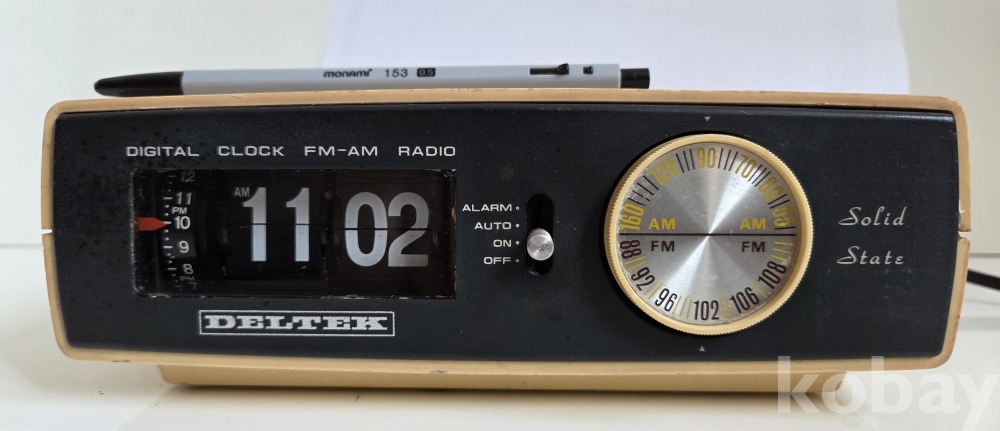 monami 153 0.5
DIGITAL CLOCK FM-AM RADIO
12
11
PM
10
9
8
AM 11 02
ALARM
AUTO
ON
OFF
DELTEK
160 120 90 70 60 55
AM AM
FM FM
88 92 96 102 106 108
Solid
State
kobay